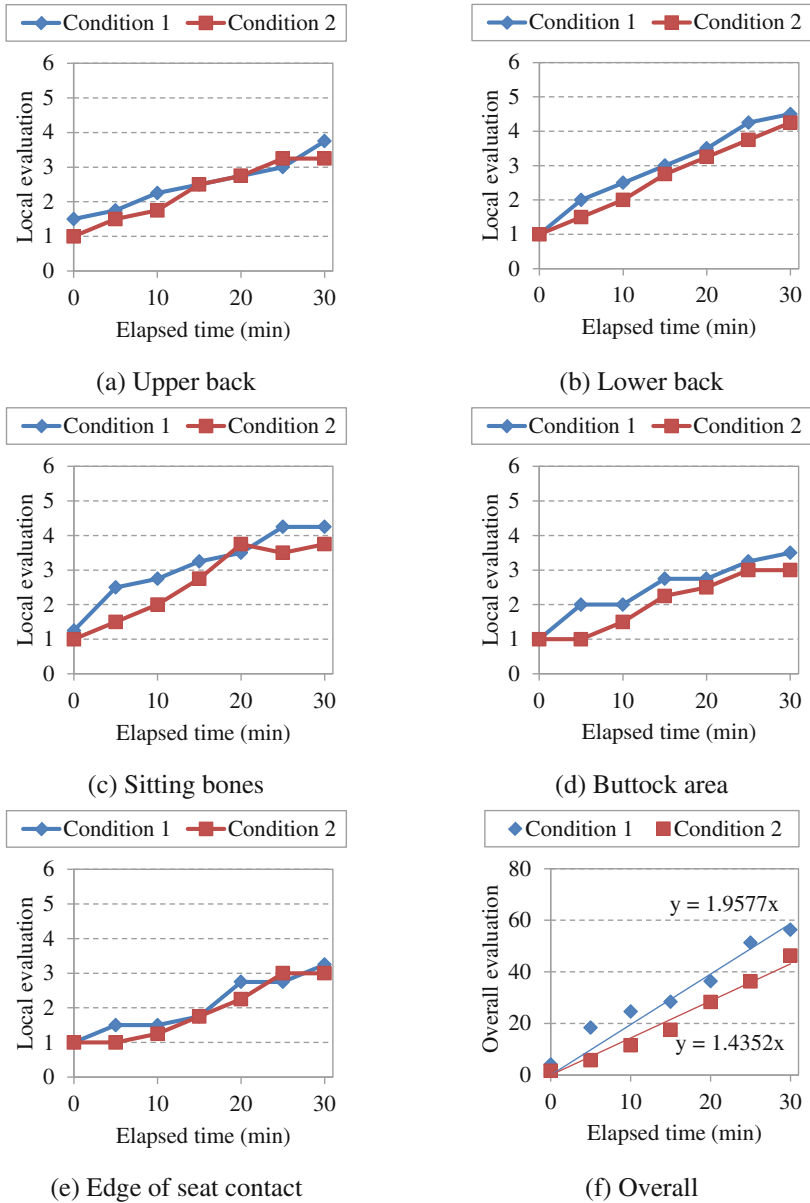 Condition 1 Condition 2
6
5
4
3
2
1
0
Local evaluation
0 10 20 30
Elapsed time (min)
(a) Upper back
Condition 1 Condition 2
6
5
4
3
2
1
0
Local evaluation
0 10 20 30
Elapsed time (min)
(b) Lower back
Condition 1 Condition 2
6
5
4
3
2
1
0
Local evaluation
0 10 20 30
Elapsed time (min)
(c) Sitting bones
Condition 1 Condition 2
6
5
4
3
2
1
0
Local evaluation
0 10 20 30
Elapsed time (min)
(d) Buttock area
Condition 1 Condition 2
6
5
4
3
2
1
0
Local evaluation
0 10 20 30
Elapsed time (min)
(e) Edge of seat contact
Condition 1 Condition 2
80
60
40
20
0
Overall evaluation
y = 1.9577x
y = 1.4352x
0 10 20 30
Elapsed time (min)
(f) Overall